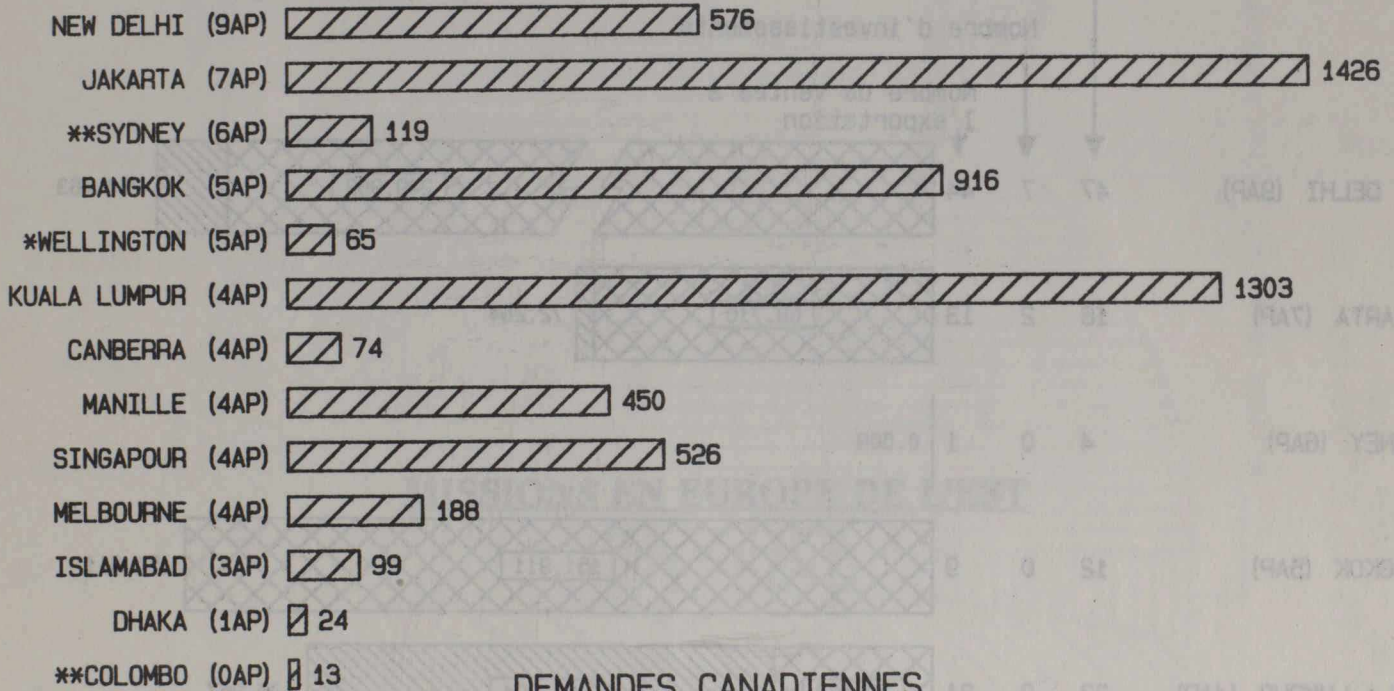 NEW DELHI (9AP) 576
JAKARTA (7AP) 1426
**SYDNEY (6AP) 119
BANGKOK (5AP) 916
*WELLINGTON (5AP) 65
KUALA LUMPUR (4AP) 1303
CANBERRA (4AP) 74
MANILLE (4AP) 450
SINGAPOUR (4AP) 526
MELBOURNE (4AP) 188
ISLAMABAD (3AP) 99
DHAKA (1AP) 24
**COLOMBO (0AP) 13
DEMANDES CANADIENNES